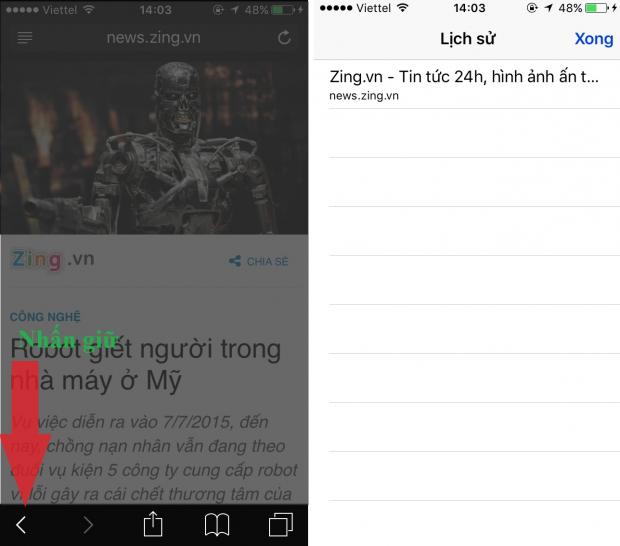 Viettel 14:03 48%
news.zing.vn
Zing.vn
CHIA SẺ
CÔNG NGHỆ
Nhấn giữ
Robot giết người trong
nhà máy ở Mỹ
Vụ việc diễn ra vào 7/7/2015, đến
nay, chồng nạn nhân vẫn đang theo
đuổi vụ kiện 5 công ty cung cấp robot
vì lỗi gây ra cái chết thương tâm của
Viettel 14:03 48%
Lịch sử
Xong
Zing.vn - Tin tức 24h, hình ảnh ấn t...
news.zing.vn